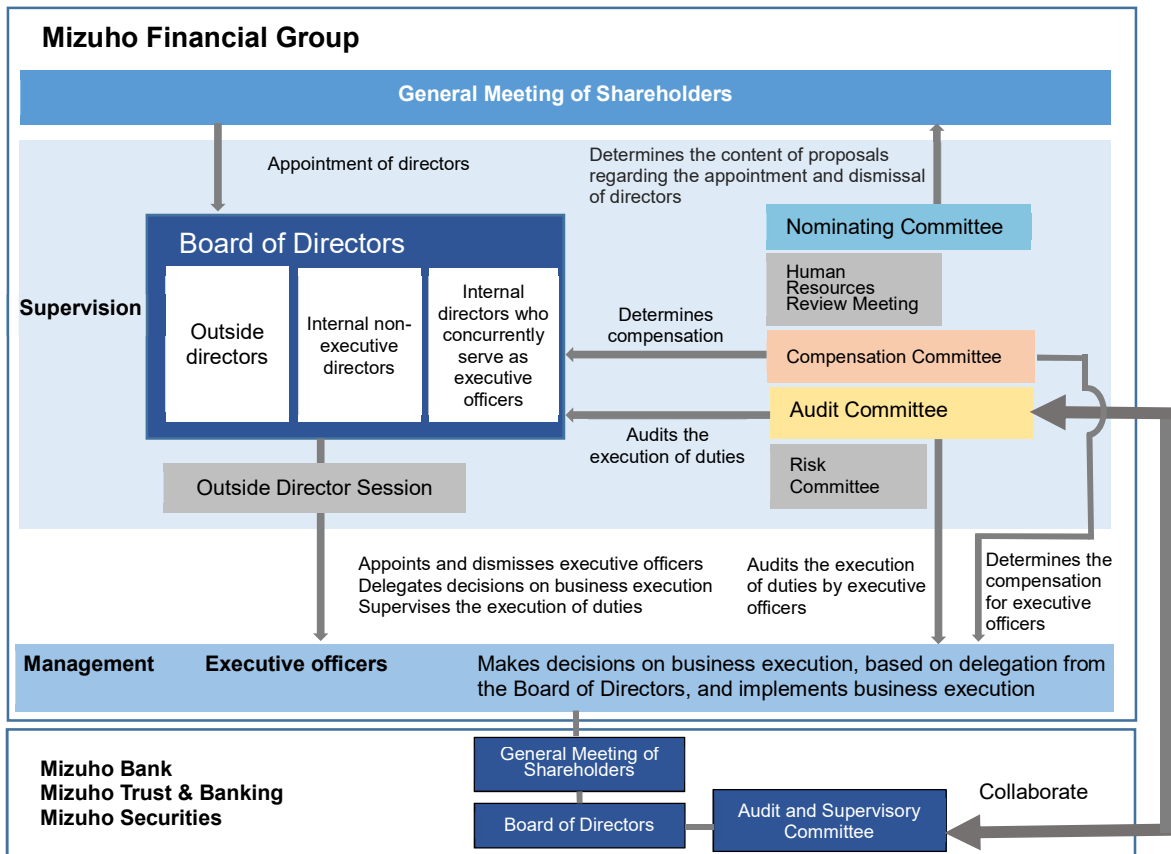 Mizuho Financial Group
General Meeting of Shareholders
Appointment of directors
Determines the content of proposals
regarding the appointment and dismissal
of directors
Board of Directors
Nominating Committee
Human
Resources
Review Meeting
Supervision
Outside
directors
Internal non-
executive
directors
Internal
directors who
concurrently
serve as
executive
officers
Determines
compensation
Compensation Committee
Audit Committee
Audits the
execution of duties
Risk
Committee
Outside Director Session
Appoints and dismisses executive officers
Delegates decisions on business execution
Supervises the execution of duties
Audits the execution
of duties by executive
officers
Determines the
compensation
for executive
officers
Management
Executive officers
Makes decisions on business execution, based on delegation from
the Board of Directors, and implements business execution
Mizuho Bank
Mizuho Trust & Banking
Mizuho Securities
General Meeting of
Shareholders
Board of Directors
Audit and Supervisory
Committee
Collaborate